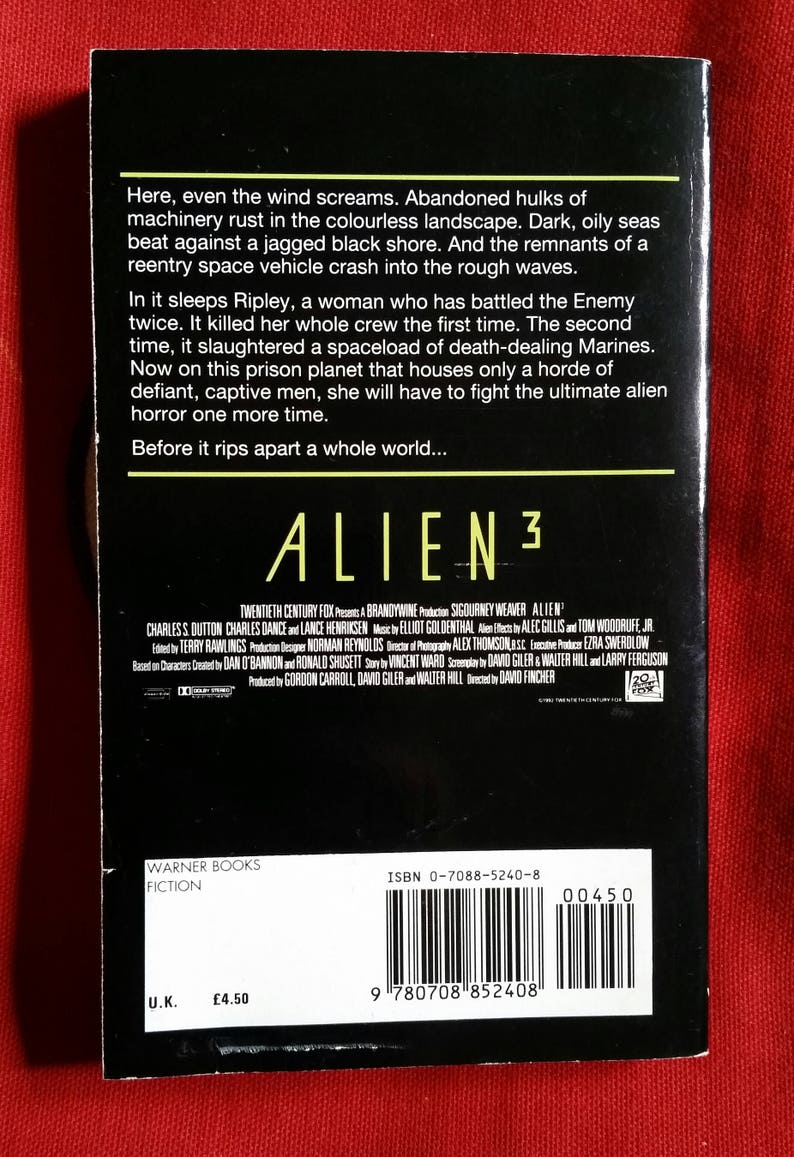 Here, even the wind screams. Abandoned hulks of
machinery rust in the colourless landscape. Dark, oily seas
beat against a jagged black shore. And the remnants of a
reentry space vehicle crash into the rough waves.
In it sleeps Ripley, a woman who has battled the Enemy
twice. It killed her whole crew the first time. The second
time, it slaughtered a spaceload of death-dealing Marines.
Now on this prison planet that houses only a horde of
defiant, captive men, she will have to fight the ultimate alien
horror one more time.
Before it rips apart a whole world...
ALIEN³
TWENTIETH CENTURY FOX Presents A BRANDYWINE Production SIGOURNEY WEAVER ALIEN³
CHARLES S. DUTTON CHARLES DANCE and LANCE HENRIKSEN Music by ELLIOT GOLDENTHAL Alien Effects by ALEC GILLIS and TOM WOODRUFF, JR.
Edited by TERRY RAWLINGS Production Designer NORMAN REYNOLDS Director of Photography ALEX THOMSON, B.S.C. Executive Producer EZRA SWERDLOW
Based on Characters Created by DAN O'BANNON and RONALD SHUSETT Story by VINCENT WARD Screenplay by DAVID GILER & WALTER HILL and LARRY FERGUSON
Produced by GORDON CARROLL, DAVID GILER and WALTER HILL Directed by DAVID FINCHER
DOLBY STEREO
©1992 TWENTIETH CENTURY FOX
20 CENTURY FOX
WARNER BOOKS
FICTION
ISBN 0-7088-5240-8
00450
9 780708 852408
U.K. £4.50